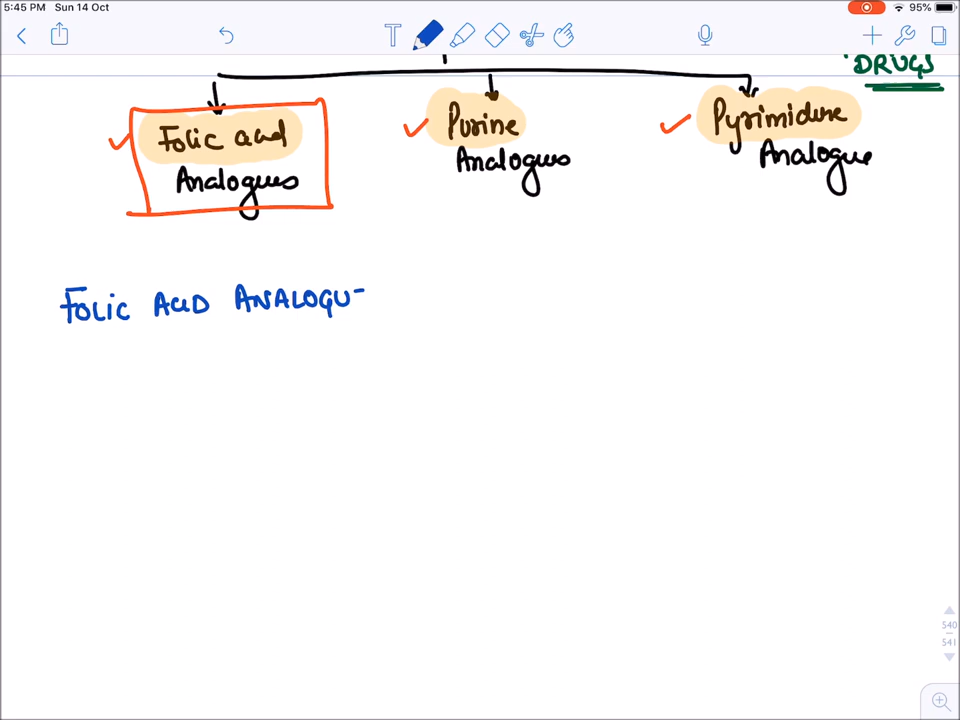 5:45 PM Sun 14 Oct 95%
T
DRUGS
Folic acid Purine Pyrimidine
Analogues Analogues Analogue
FOLIC ACID ANALOGU
540
541